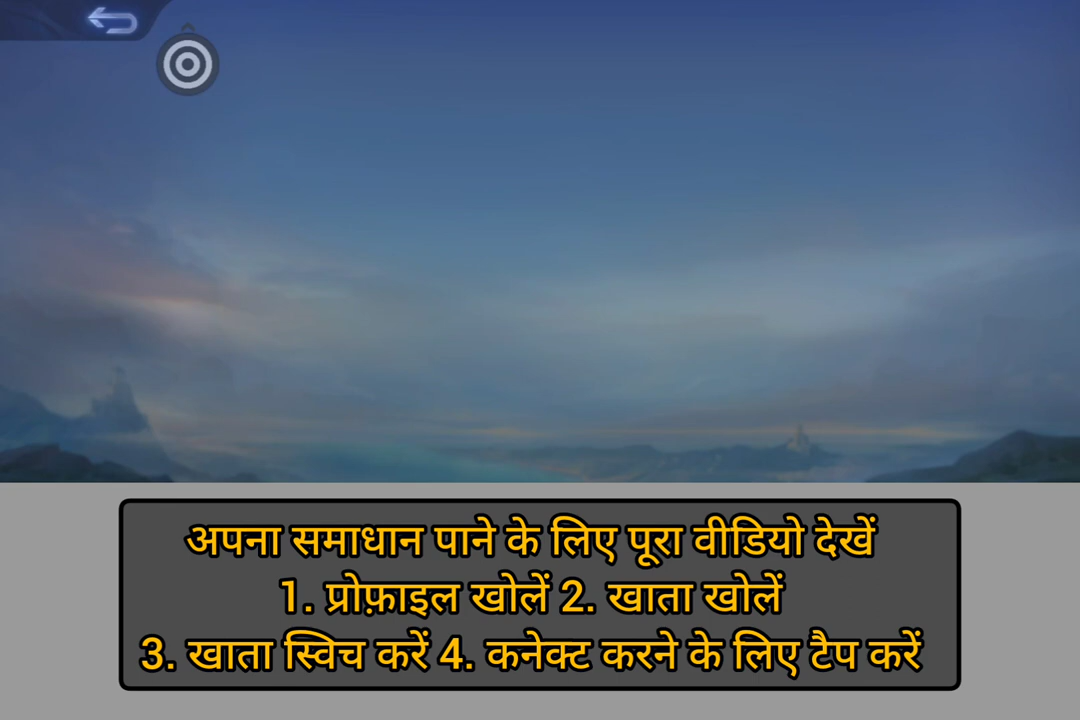 अपना समाधान पाने के लिए पूरा वीडियो देखें
1. प्रोफ़ाइल खोलें 2. खाता खोलें
3. खाता स्विच करें 4. कनेक्ट करने के लिए टैप करें